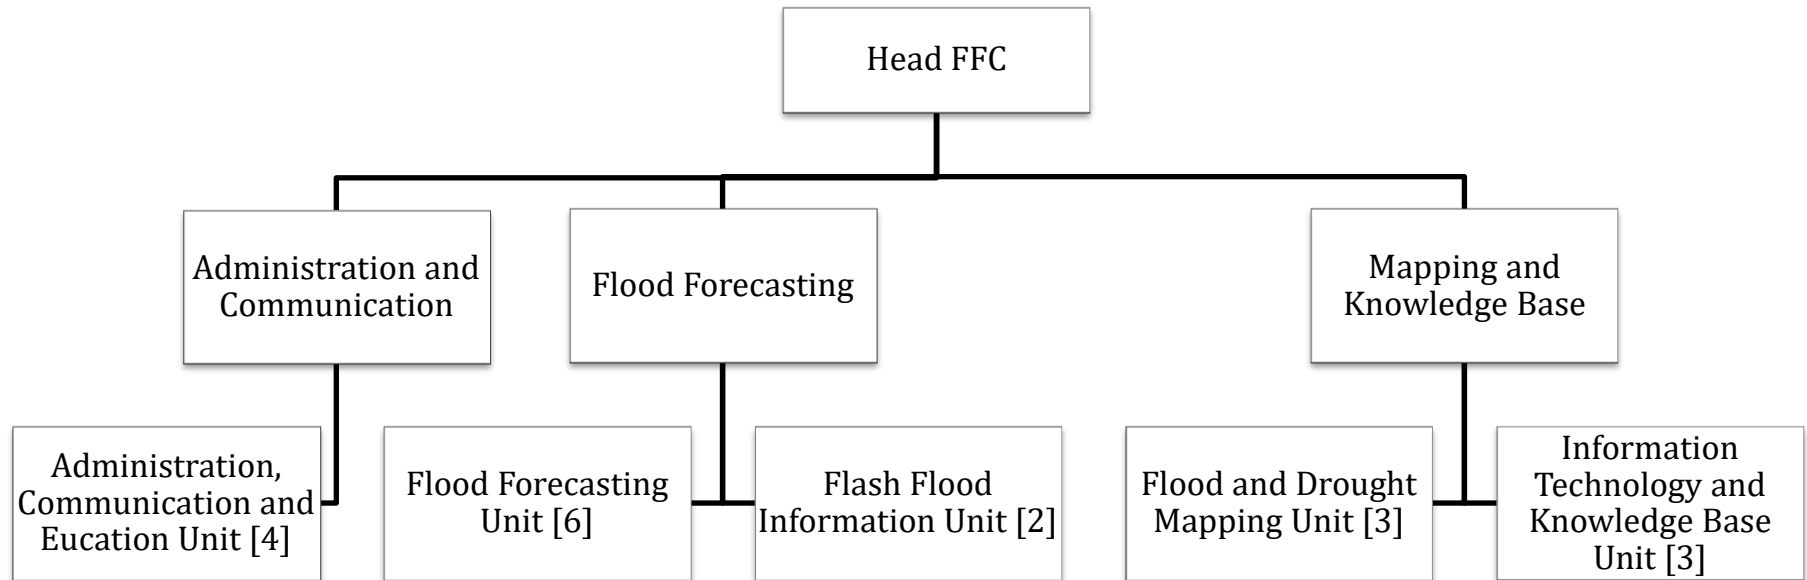 Head FFC
Administration and
Communication
Flood Forecasting
Mapping and
Knowledge Base
Administration,
Communication and
Eucation Unit [4]
Flood Forecasting
Unit [6]
Flash Flood
Information Unit [2]
Flood and Drought
Mapping Unit [3]
Information
Technology and
Knowledge Base
Unit [3]